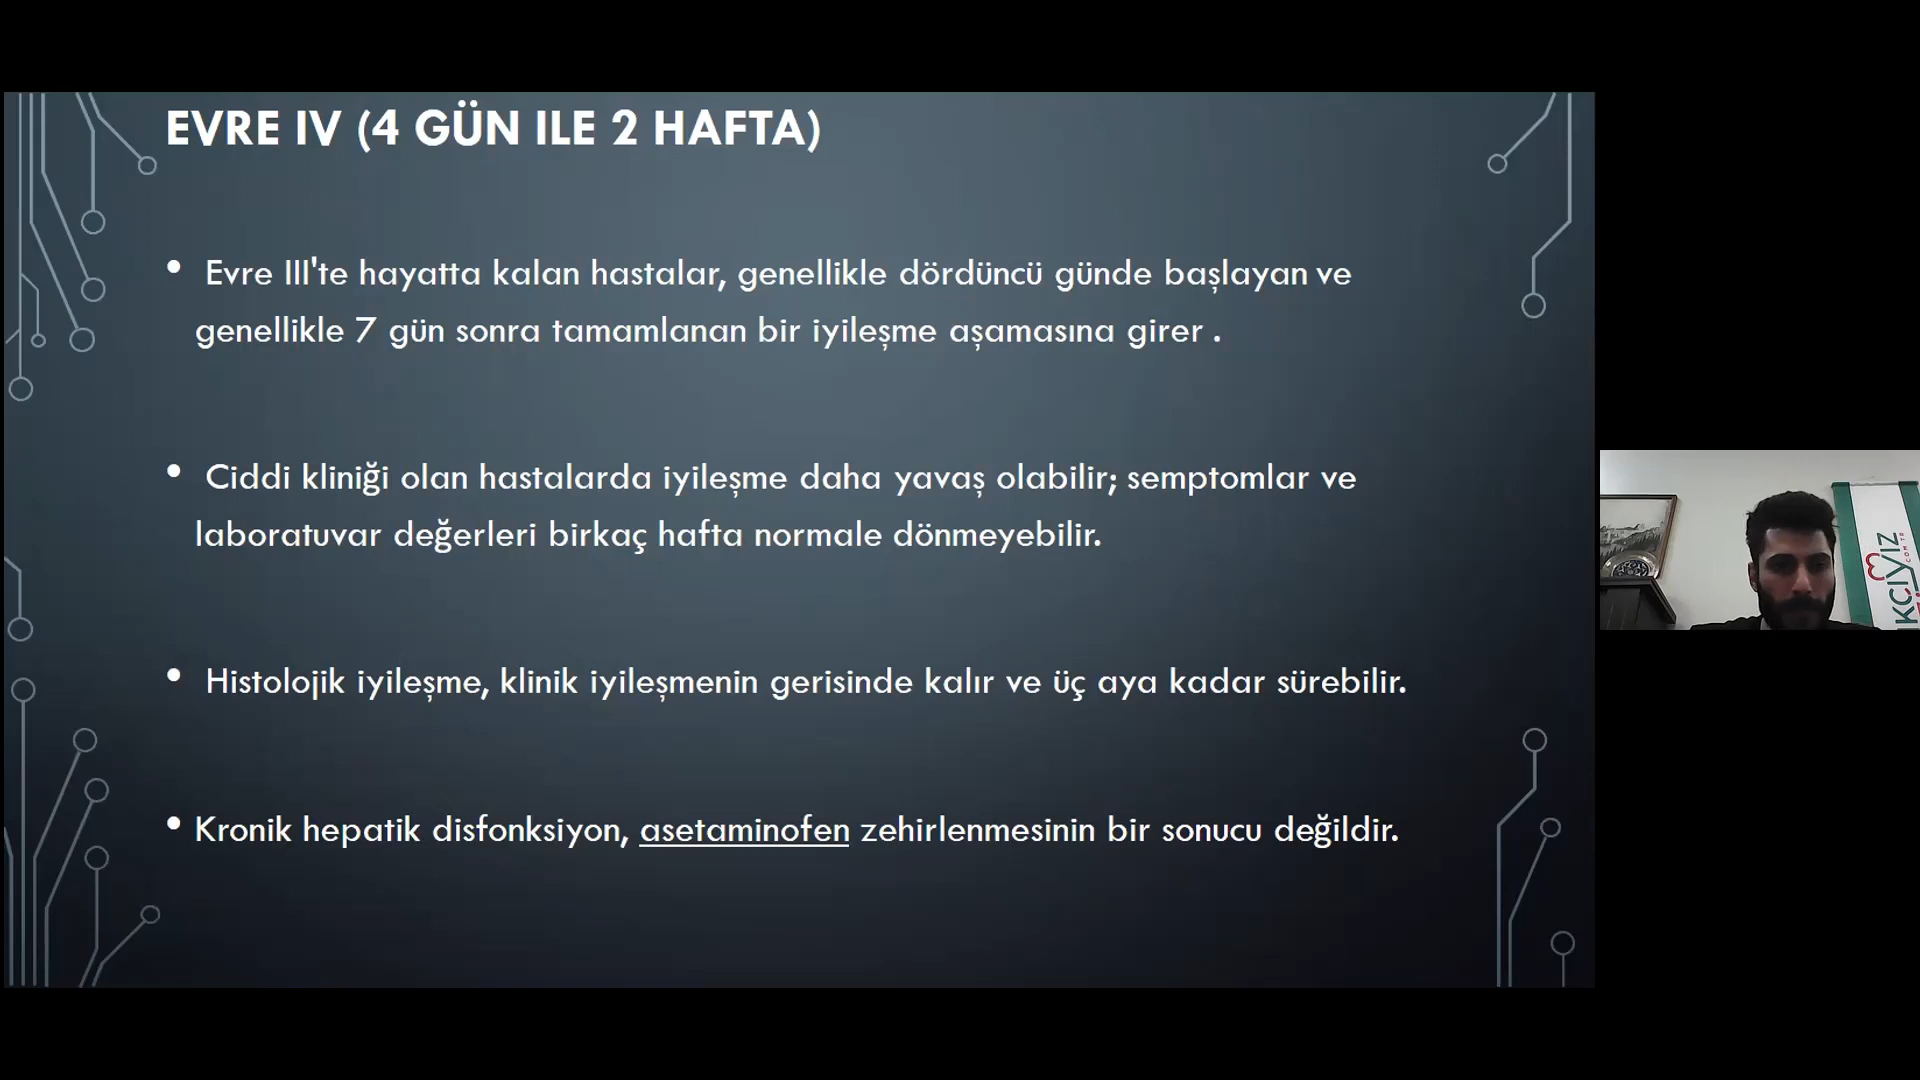 EVRE IV (4 GÜN ILE 2 HAFTA)
• Evre III'te hayatta kalan hastalar, genellikle dördüncü günde başlayan ve
genellikle 7 gün sonra tamamlanan bir iyileşme aşamasına girer .
• Ciddi kliniği olan hastalarda iyileşme daha yavaş olabilir; semptomlar ve
laboratuvar değerleri birkaç hafta normale dönmeyebilir.
• Histolojik iyileşme, klinik iyileşmenin gerisinde kalır ve üç aya kadar sürebilir.
• Kronik hepatik disfonksiyon, asetaminofen zehirlenmesinin bir sonucu değildir.
KCIYIZ
.COM.TR